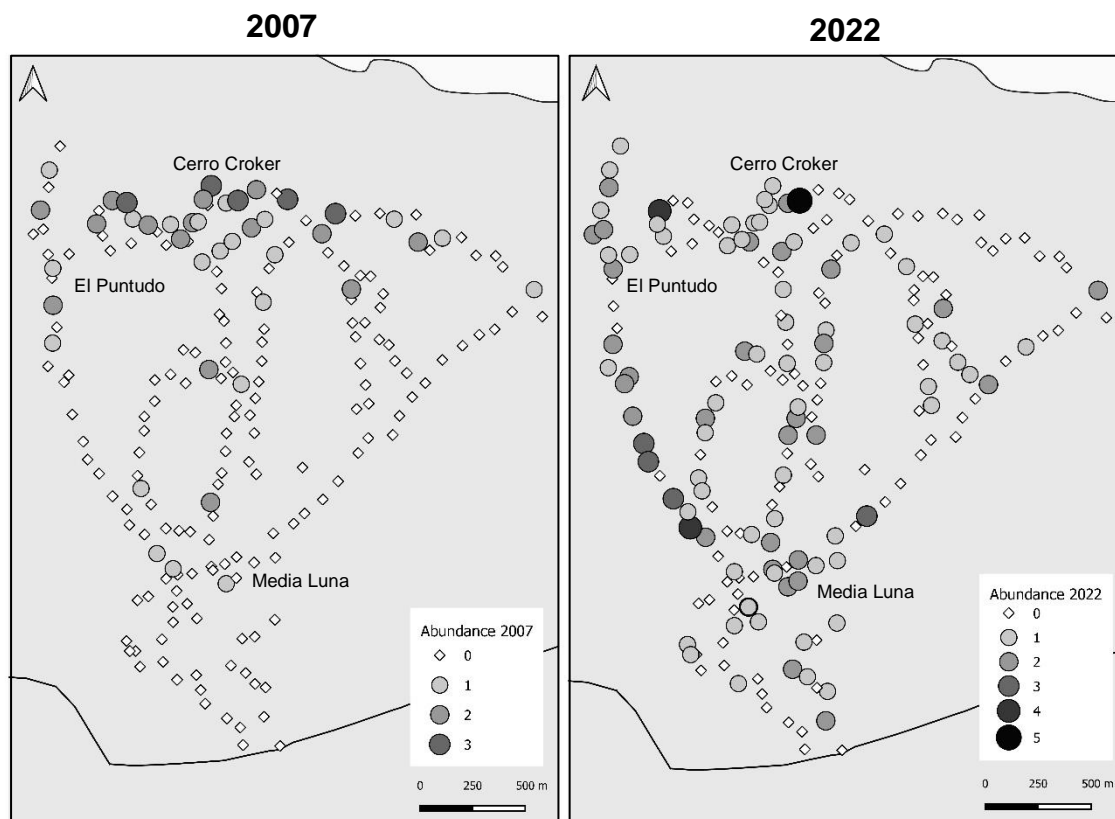 2007
2022
Cerro Croker
El Puntudo
Media Luna
Abundance 2007
0
1
2
3
0 250 500 m
Cerro Croker
El Puntudo
Media Luna
Abundance 2022
0
1
2
3
4
5
0 250 500 m